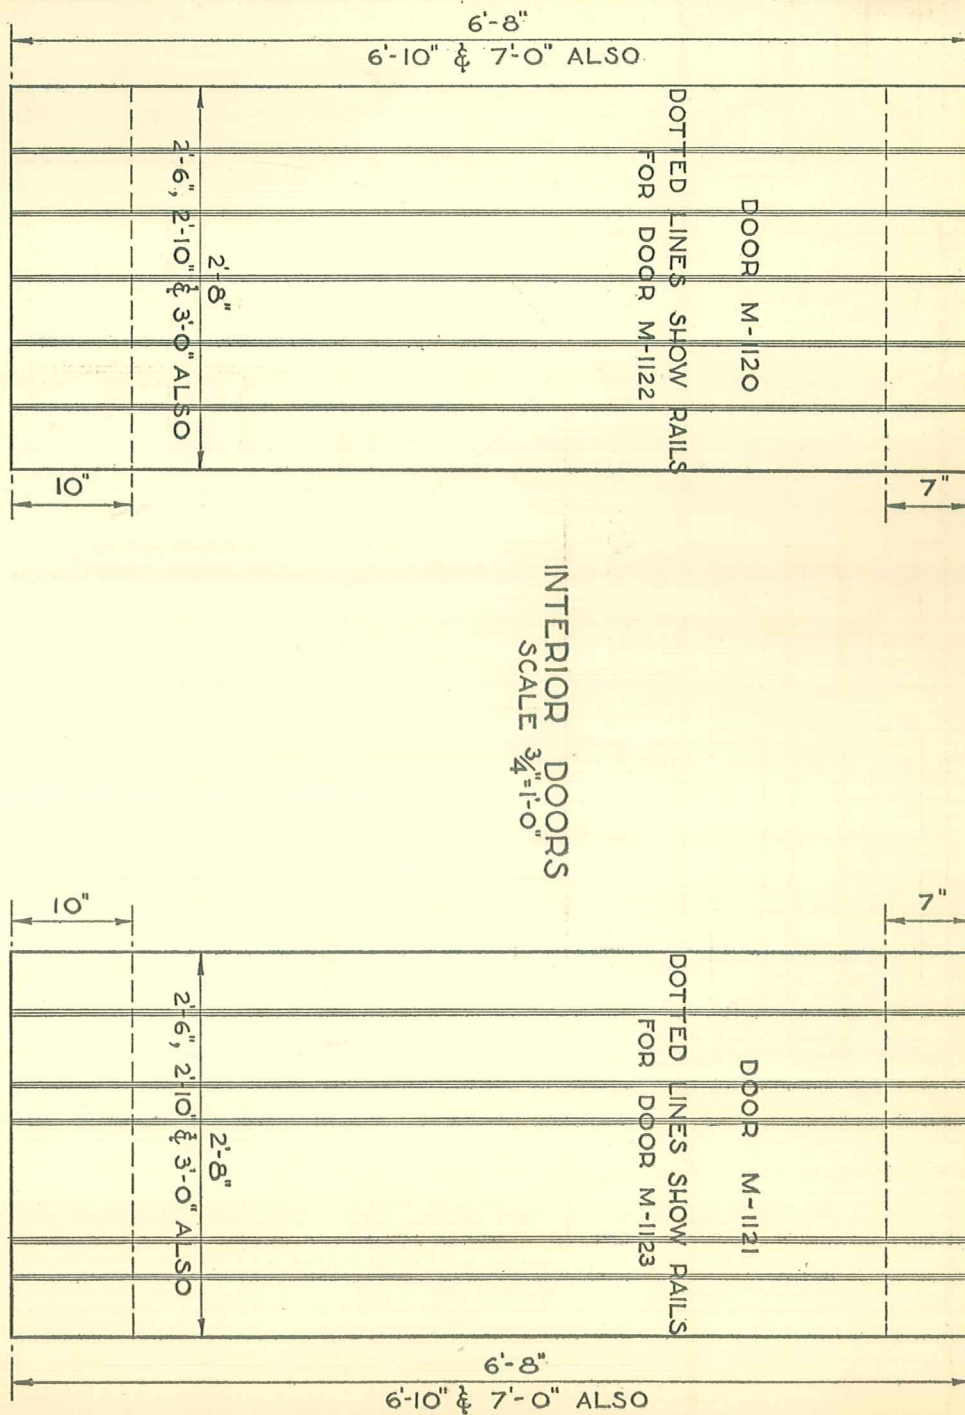 6'-8"
6'-10" & 7'-0" ALSO
DOOR M-1120
DOTTED LINES SHOW RAILS
FOR DOOR M-1122
2'-8"
2'-6", 2'-10" & 3'-0" ALSO
10"
7"
INTERIOR DOORS
SCALE 3/4"=1'-0"
10"
7"
DOOR M-1121
DOTTED LINES SHOW RAILS
FOR DOOR M-1123
2'-8"
2'-6", 2'-10" & 3'-0" ALSO
6'-8"
6'-10" & 7'-0" ALSO